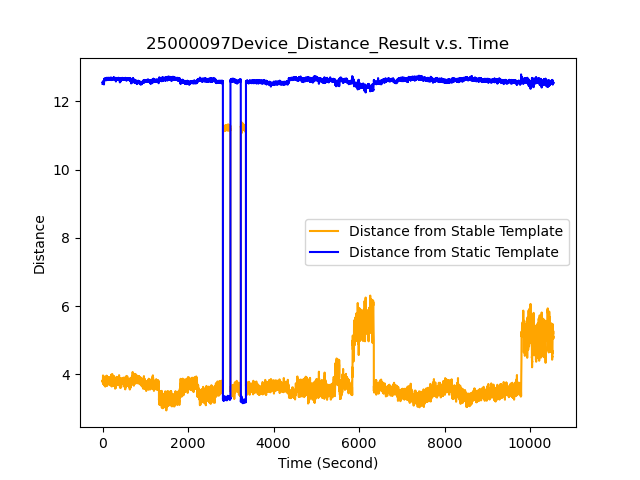 25000097Device_Distance_Result v.s. Time
12
10
8
6
4
Distance
Distance from Stable Template
Distance from Static Template
0 2000 4000 6000 8000 10000
Time (Second)